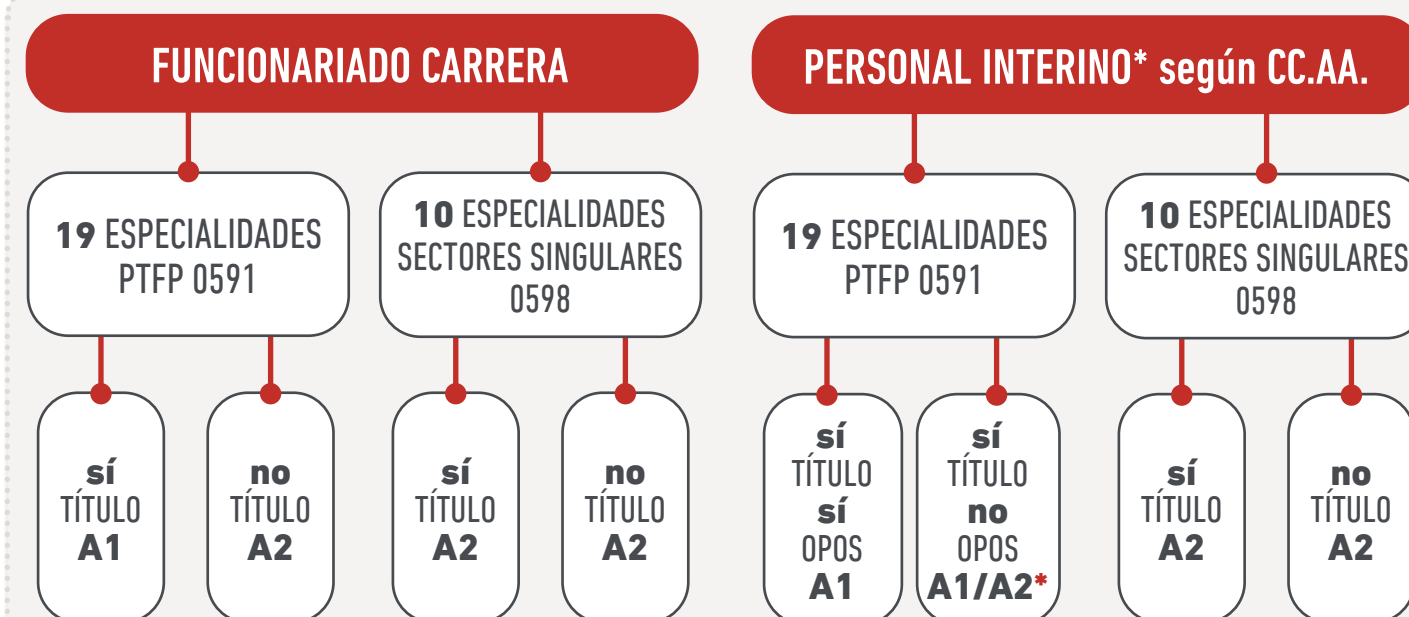 FUNCIONARIADO CARRERA
19 ESPECIALIDADES
PTFP 0591
sí
TÍTULO
A1
no
TÍTULO
A2
10 ESPECIALIDADES
SECTORES SINGULARES
0598
sí
TÍTULO
A2
no
TÍTULO
A2
PERSONAL INTERINO* según CC.AA.
19 ESPECIALIDADES
PTFP 0591
sí
TÍTULO
sí
OPOS
A1
sí
TÍTULO
no
OPOS
A1/A2*
10 ESPECIALIDADES
SECTORES SINGULARES
0598
sí
TÍTULO
A2
no
TÍTULO
A2